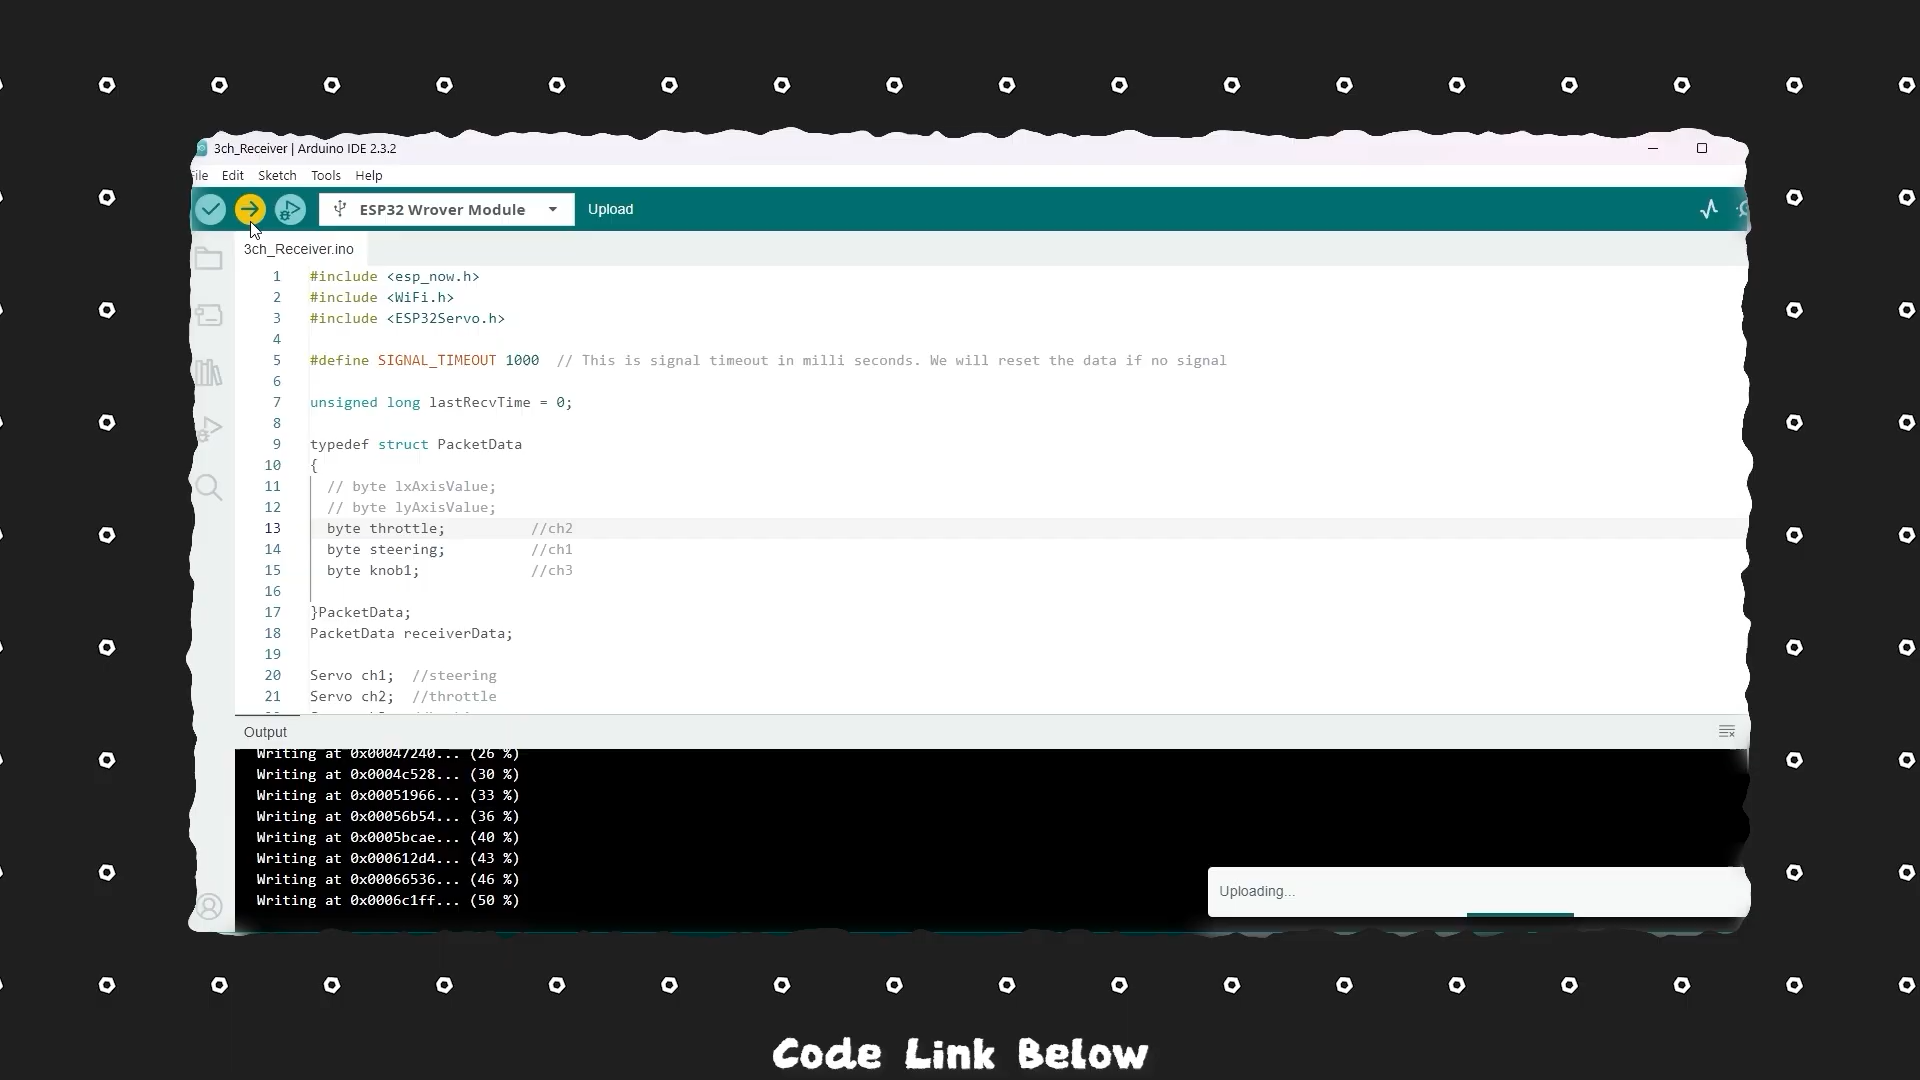 3ch_Receiver | Arduino IDE 2.3.2
File Edit Sketch Tools Help
ESP32 Wrover Module Upload
3ch_Receiver.ino
1 #include <esp_now.h>
2 #include <WiFi.h>
3 #include <ESP32Servo.h>
4
5 #define SIGNAL_TIMEOUT 1000 // This is signal timeout in milli seconds. We will reset the data if no signal
6
7 unsigned long lastRecvTime = 0;
8
9 typedef struct PacketData
10 {
11 // byte lxAxisValue;
12 // byte lyAxisValue;
13 byte throttle; //ch2
14 byte steering; //ch1
15 byte knob1; //ch3
16
17 }PacketData;
18 PacketData receiverData;
19
20 Servo ch1; //steering
21 Servo ch2; //throttle
Output
Writing at 0x00047240... (26 %)
Writing at 0x0004c528... (30 %)
Writing at 0x00051966... (33 %)
Writing at 0x00056b54... (36 %)
Writing at 0x0005bcae... (40 %)
Writing at 0x000612d4... (43 %)
Writing at 0x00066536... (46 %)
Writing at 0x0006c1ff... (50 %)
Uploading...
Code Link Below